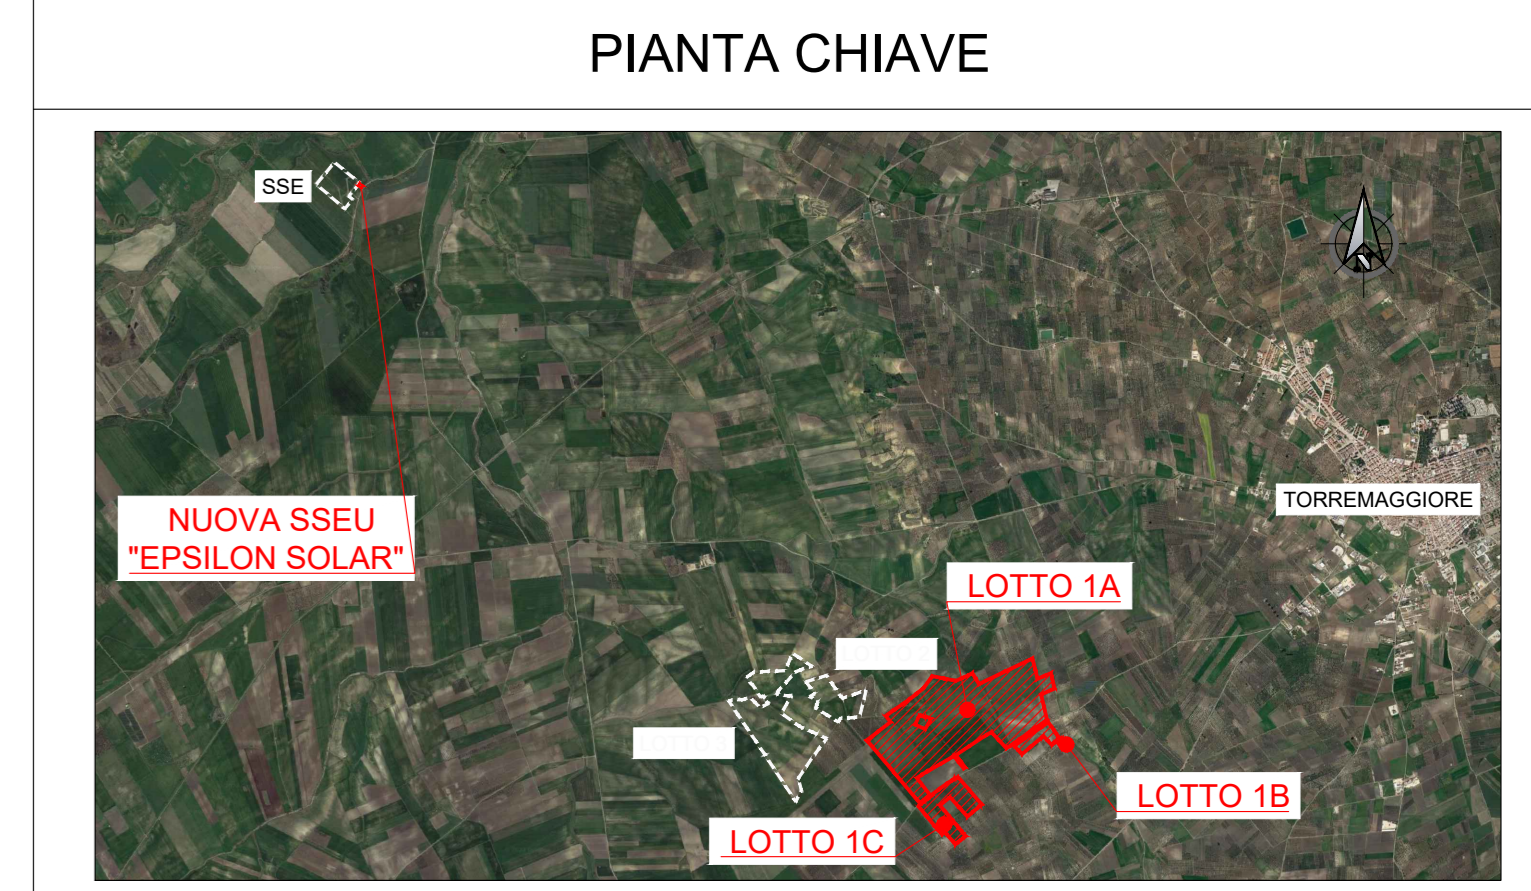 PIANTA CHIAVE
SSE
NUOVA SSEU
"EPSILON SOLAR"
TORREMAGGIORE
LOTTO 1A
LOTTO 2
LOTTO 3
LOTTO 1B
LOTTO 1C